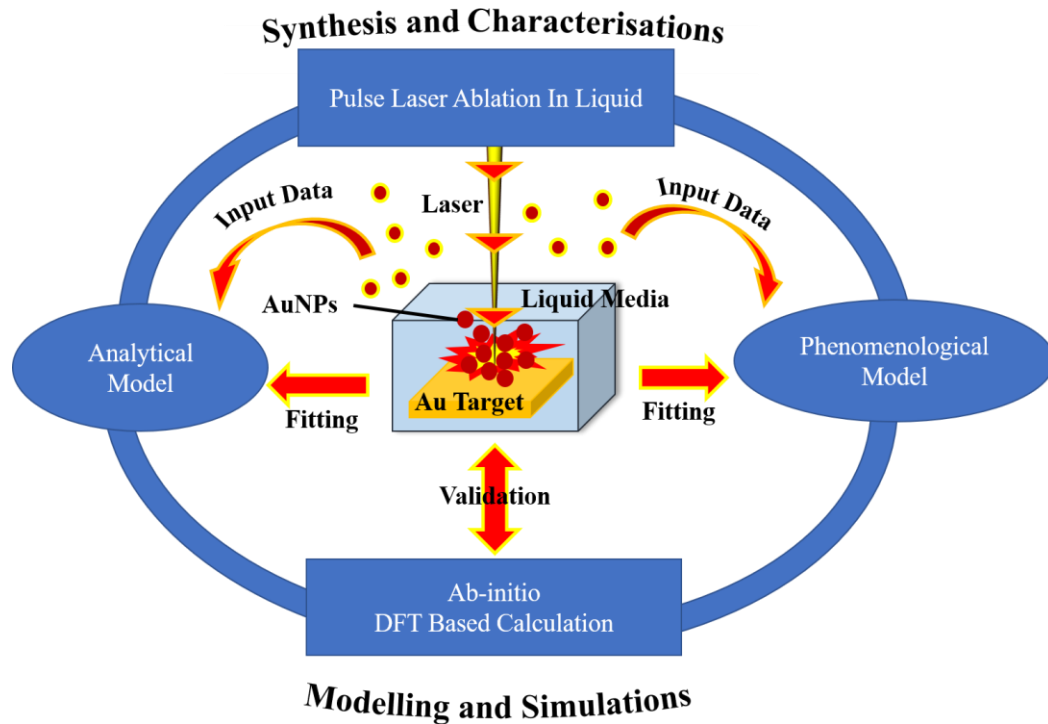 Synthesis and Characterisations
Pulse Laser Ablation In Liquid
Input Data
Input Data
Laser
AuNPs
Liquid Media
Analytical
Model
Phenomenological
Model
Au Target
Fitting
Fitting
Validation
Ab-initio
DFT Based Calculation
Modelling and Simulations